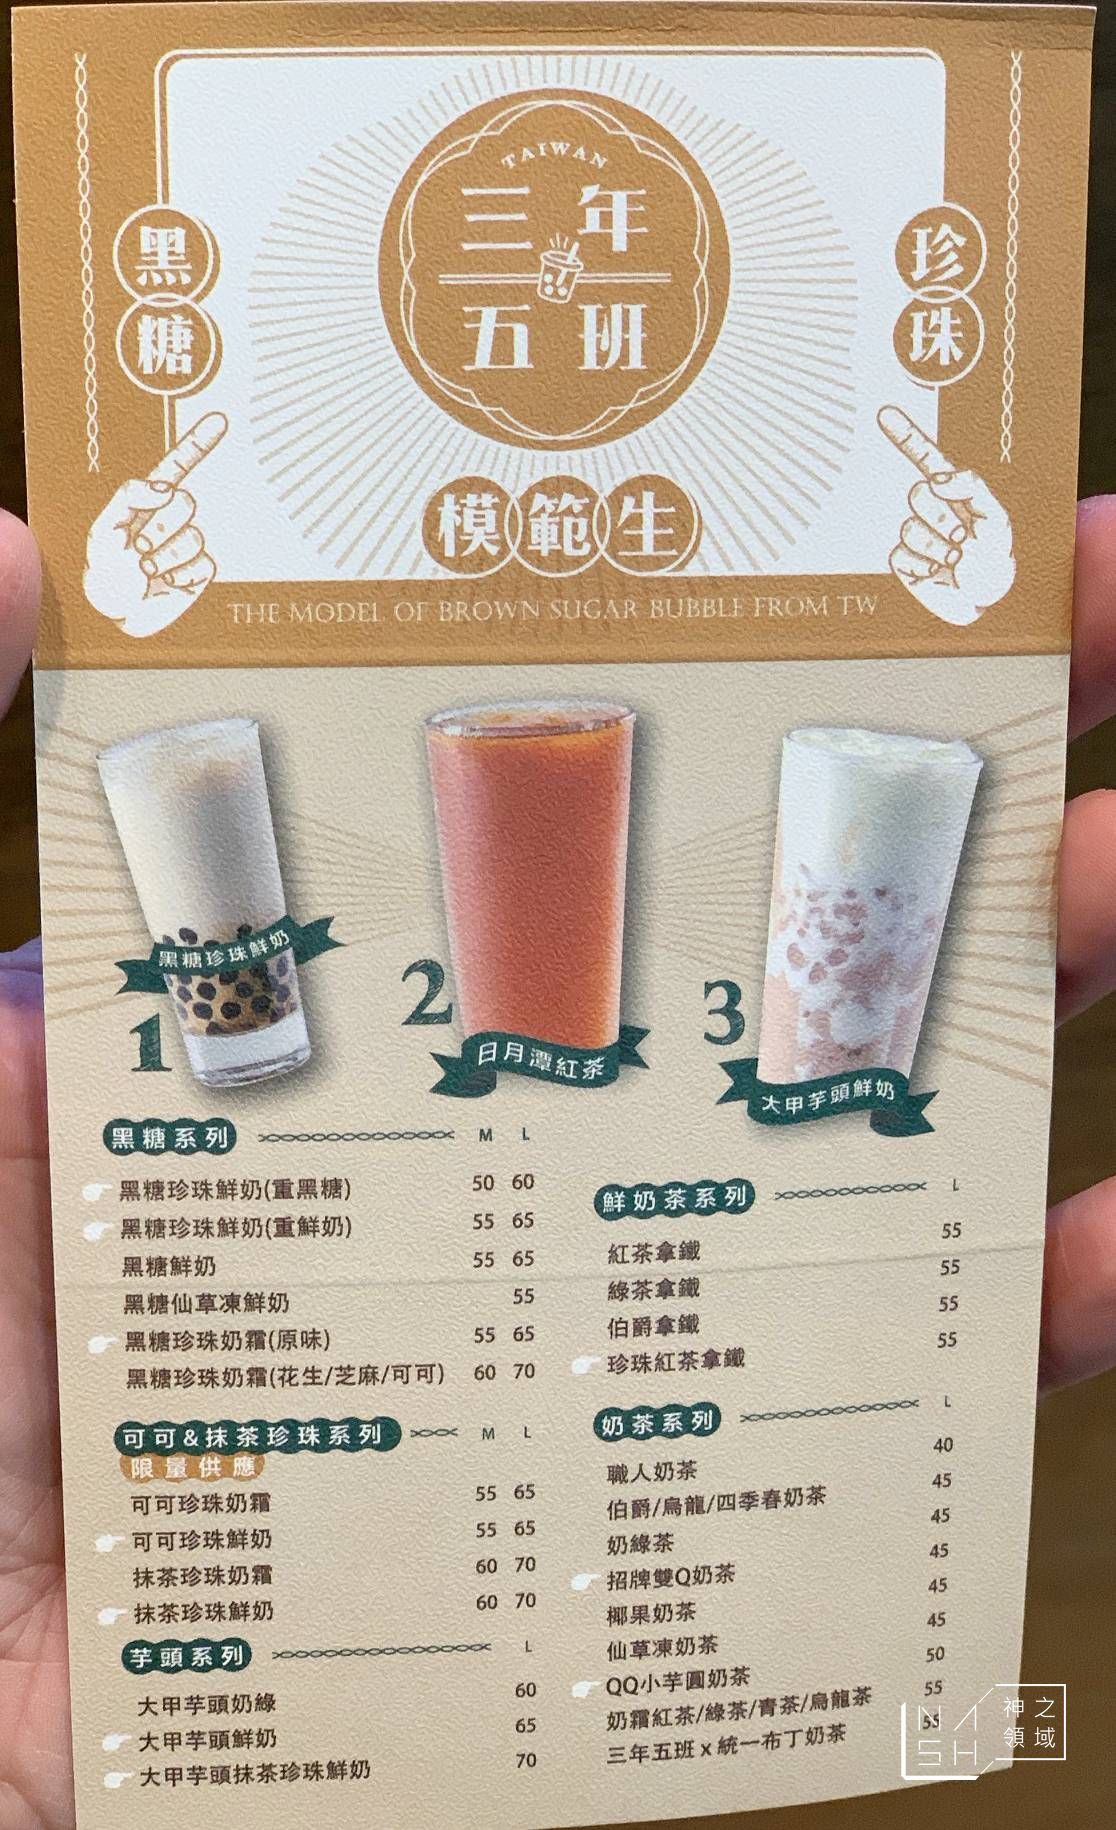 TAIWAN
三年
五班
黑糖
珍珠
模範生
THE MODEL OF BROWN SUGAR BUBBLE FROM TW
黑糖珍珠鮮奶
1
2
日月潭紅茶
3
大甲芋頭鮮奶
黑糖系列 M L
黑糖珍珠鮮奶(重黑糖) 50 60
黑糖珍珠鮮奶(重鮮奶) 55 65
黑糖鮮奶 55 65
黑糖仙草凍鮮奶 55
黑糖珍珠奶霜(原味) 55 65
黑糖珍珠奶霜(花生/芝麻/可可) 60 70
可可&抹茶珍珠系列 M L
限量供應
可可珍珠奶霜 55 65
可可珍珠鮮奶 55 65
抹茶珍珠奶霜 60 70
抹茶珍珠鮮奶 60 70
芋頭系列 L
大甲芋頭奶綠 60
大甲芋頭鮮奶 65
大甲芋頭抹茶珍珠鮮奶 70
鮮奶茶系列 L
紅茶拿鐵 55
綠茶拿鐵 55
伯爵拿鐵 55
珍珠紅茶拿鐵 55
奶茶系列 L
職人奶茶 40
伯爵/烏龍/四季春奶茶 45
奶綠茶 45
招牌雙Q奶茶 45
椰果奶茶 45
仙草凍奶茶 45
QQ小芋圓奶茶 50
奶霜紅茶/綠茶/青茶/烏龍茶 55
三年五班x統一布丁奶茶 55
NASH
神之
領域